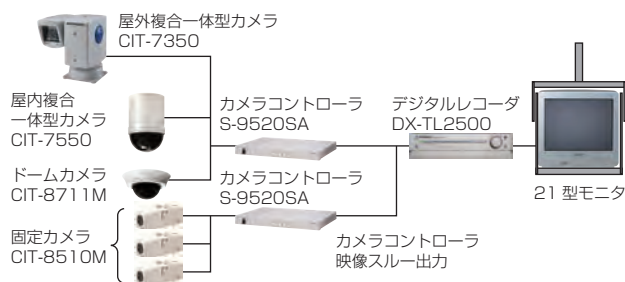 屋外複合一体型カメラ
CIT-7350
屋内複合
一体型カメラ
CIT-7550
カメラコントローラ
S-9520SA
デジタルレコーダ
DX-TL2500
ドームカメラ
CIT-8711M
カメラコントローラ
S-9520SA
21 型モニタ
固定カメラ
CIT-8510M
カメラコントローラ
映像スルー出力